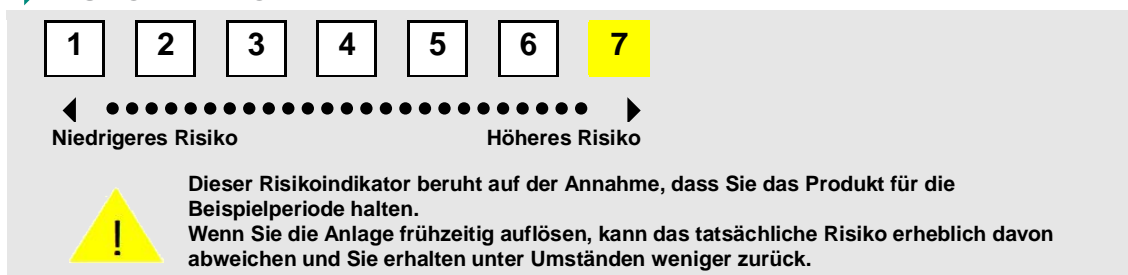 1 2 3 4 5 6 7
Niedrigeres Risiko Höheres Risiko
Dieser Risikoindikator beruht auf der Annahme, dass Sie das Produkt für die
Beispielperiode halten.
Wenn Sie die Anlage frühzeitig auflösen, kann das tatsächliche Risiko erheblich davon
abweichen und Sie erhalten unter Umständen weniger zurück.